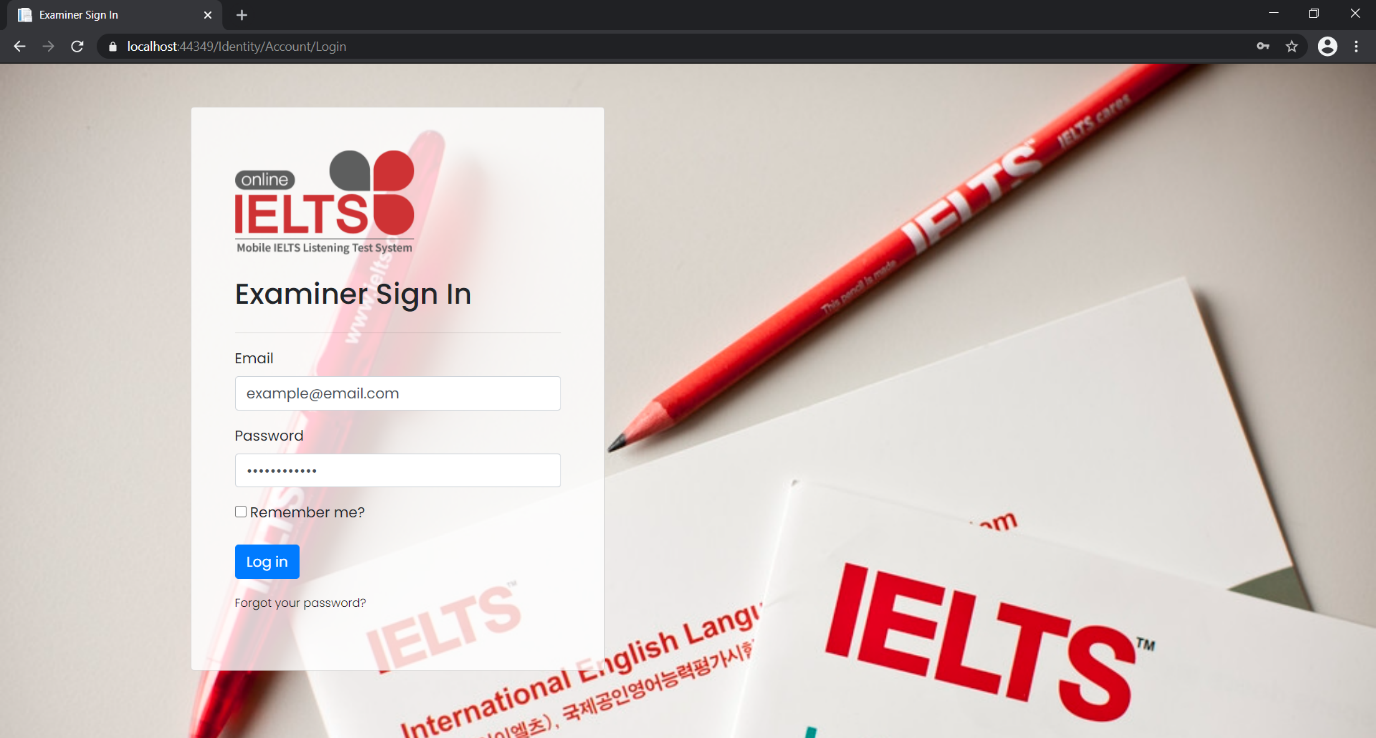 Examiner Sign In
localhost:44349/Identity/Account/Login
online
IELTS
Mobile IELTS Listening Test System
Examiner Sign In
Email
example@email.com
Password
••••••••••••
Remember me?
Log in
Forgot your password?
www.ielts
IELTS
This pencil is made
IELTS
IELTS cares
IELTS™
International English Langu
이엘츠), 국제공인영어능력평가시험
om
IELTS™